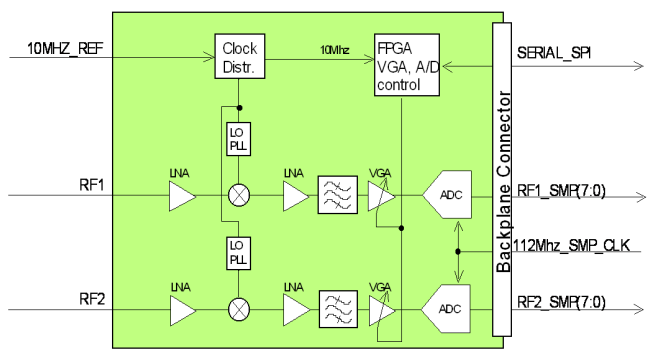 10MHZ_REF
Clock
Distr.
10Mhz
FPGA
VGA, A/D
control
SERIAL_SPI
Backplane Connector
LO
PLL
RF1
LNA
LNA
VGA
ADC
RF1_SMP(7:0)
112Mhz_SMP_CLK
LO
PLL
RF2
LNA
LNA
VGA
ADC
RF2_SMP(7:0)